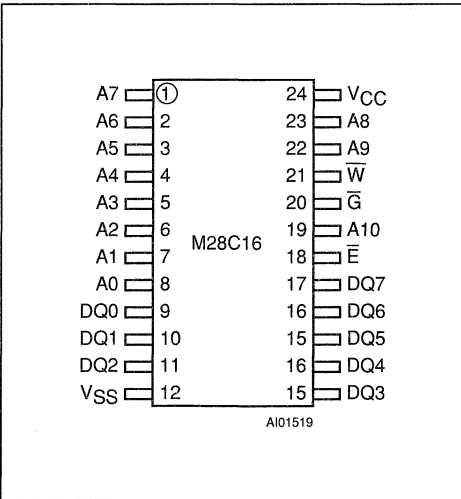 A7 1 24 VCC
A6 2 23 A8
A5 3 22 A9
A4 4 21 W̅
A3 5 20 G̅
A2 6 19 A10
M28C16
A1 7 18 E̅
A0 8 17 DQ7
DQ0 9 16 DQ6
DQ1 10 15 DQ5
DQ2 11 16 DQ4
VSS 12 15 DQ3
AI01519